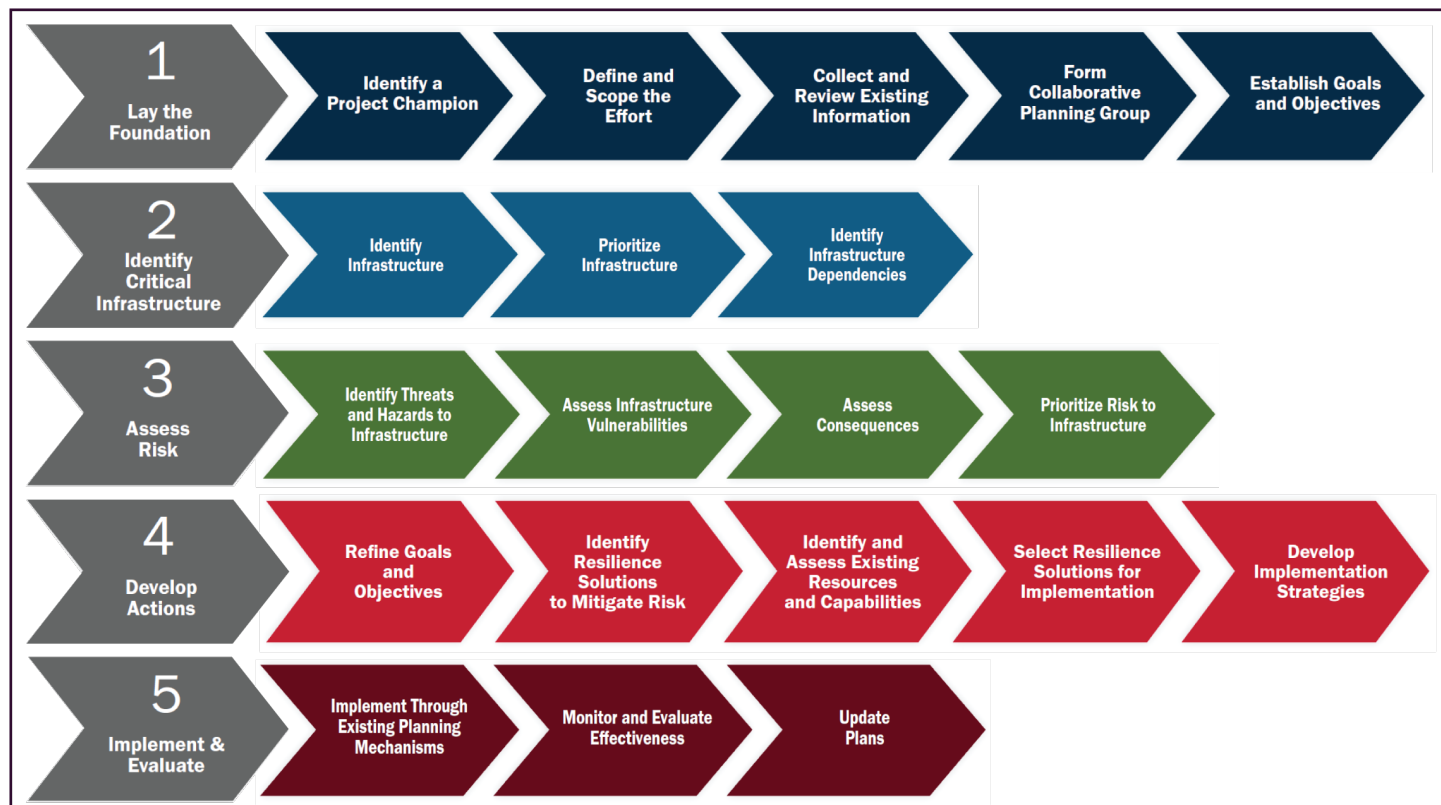 1
Lay the
Foundation
Identify a
Project Champion
Define and
Scope the
Effort
Collect and
Review Existing
Information
Form
Collaborative
Planning Group
Establish Goals
and Objectives
2
Identify
Critical
Infrastructure
Identify
Infrastructure
Prioritize
Infrastructure
Identify
Infrastructure
Dependencies
3
Assess
Risk
Identify Threats
and Hazards to
Infrastructure
Assess Infrastructure
Vulnerabilities
Assess
Consequences
Prioritize Risk to
Infrastructure
4
Develop
Actions
Refine Goals
and
Objectives
Identify
Resilience
Solutions
to Mitigate Risk
Identify and
Assess Existing
Resources
and Capabilities
Select Resilience
Solutions for
Implementation
Develop
Implementation
Strategies
5
Implement &
Evaluate
Implement Through
Existing Planning
Mechanisms
Monitor and Evaluate
Effectiveness
Update
Plans